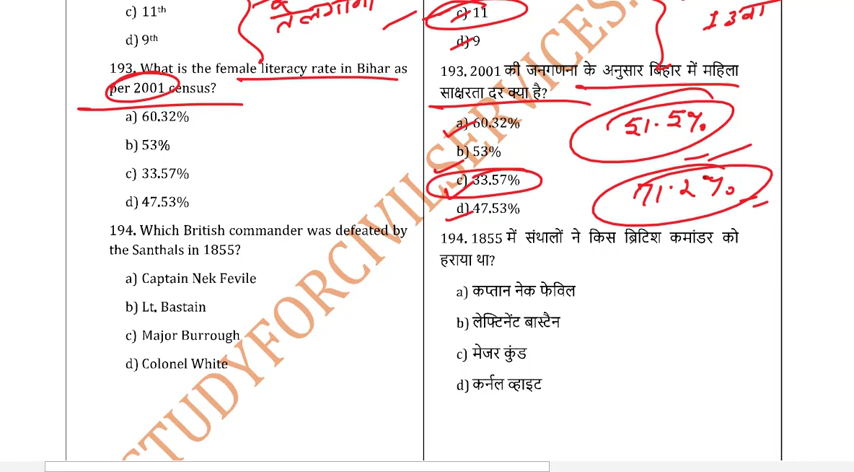 c) 11th
d) 9th
तेलंगाना
193. What is the female literacy rate in Bihar as
per 2001 census?
a) 60.32%
b) 53%
c) 33.57%
d) 47.53%
194. Which British commander was defeated by
the Santhals in 1855?
a) Captain Nek Fevile
b) Lt. Bastain
c) Major Burrough
d) Colonel White
c) 11
d) 9
13वा
193. 2001 की जनगणना के अनुसार बिहार में महिला
साक्षरता दर क्या है?
a) 60.32%
b) 53%
c) 33.57%
d) 47.53%
51.5%
71.2%
194. 1855 में संथालों ने किस ब्रिटिश कमांडर को
हराया था?
a) कप्तान नेक फेविल
b) लेफ्टिनेंट बास्टैन
c) मेजर कुंड
d) कर्नल व्हाइट
STUDYFORCIVILSERVICES.